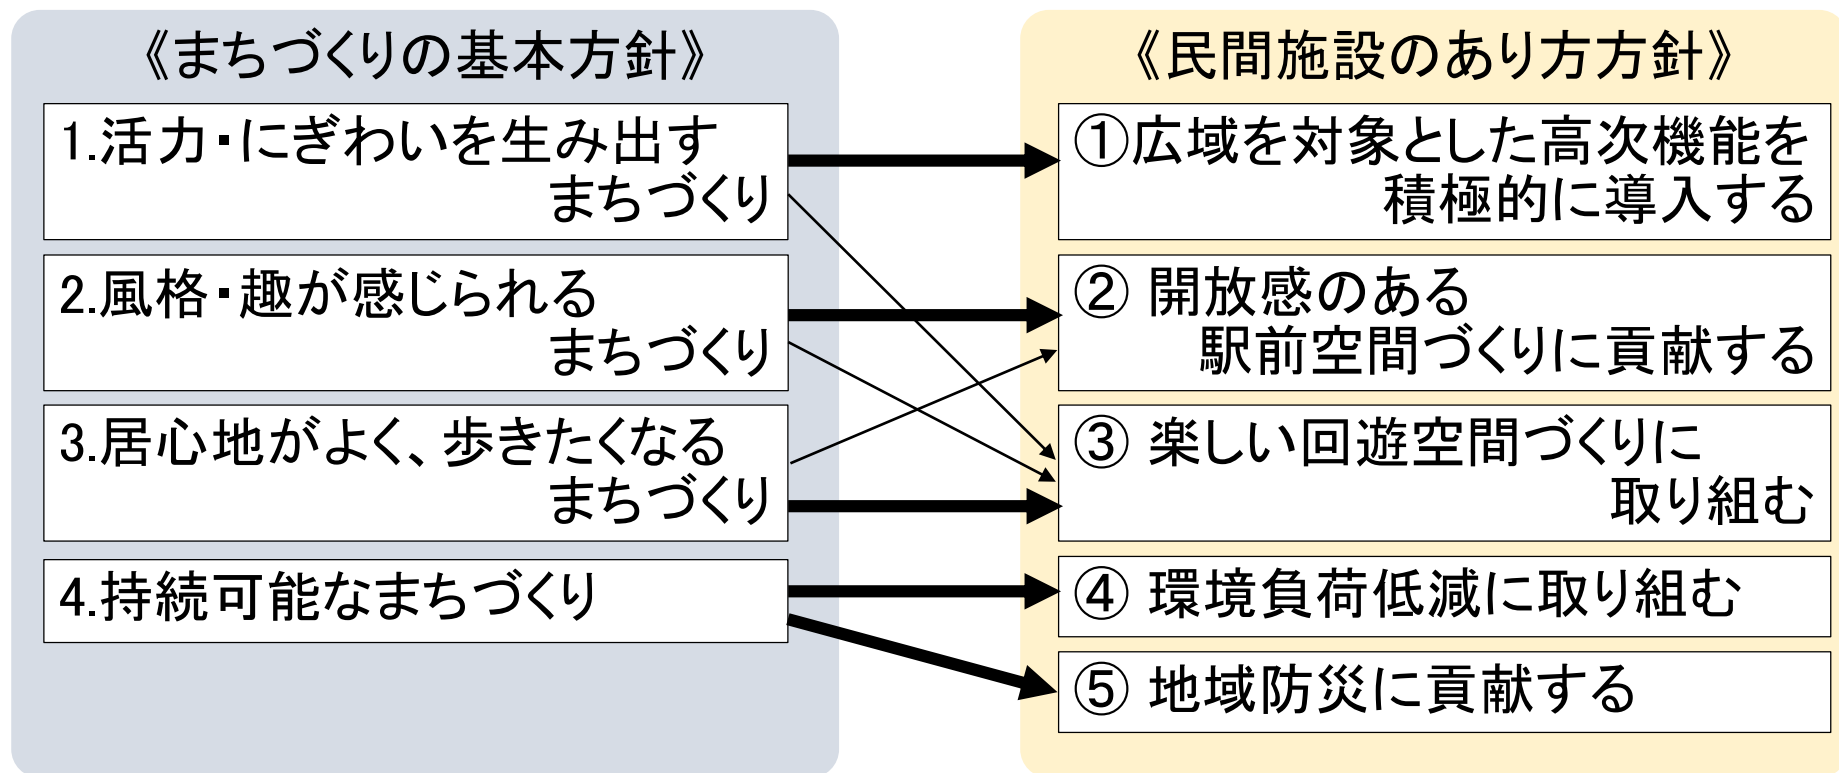 《まちづくりの基本方針》
1.活力・にぎわいを生み出す
まちづくり
2.風格・趣が感じられる
まちづくり
3.居心地がよく、歩きたくなる
まちづくり
4.持続可能なまちづくり
《民間施設のあり方方針》
①広域を対象とした高次機能を
積極的に導入する
② 開放感のある
駅前空間づくりに貢献する
③ 楽しい回遊空間づくりに
取り組む
④ 環境負荷低減に取り組む
⑤ 地域防災に貢献する